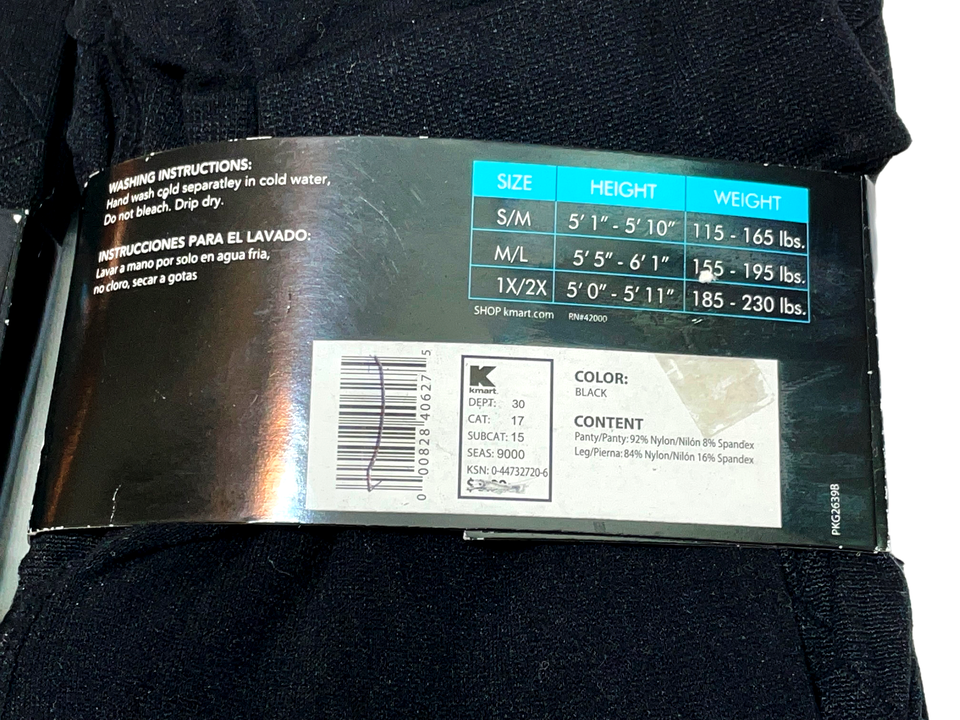 WASHING INSTRUCTIONS:
Hand wash cold separatley in cold water,
Do not bleach. Drip dry.
INSTRUCCIONES PARA EL LAVADO:
Lavar a mano por solo en agua fria,
no cloro, secar a gotas
SIZE HEIGHT WEIGHT
S/M 5' 1" - 5' 10" 115 - 165 lbs.
M/L 5' 5" - 6' 1" 155 - 195 lbs.
1X/2X 5' 0" - 5' 11" 185 - 230 lbs.
SHOP kmart.com RN#42000
0 00828 40627 5
K
kmart
DEPT: 30
CAT: 17
SUBCAT: 15
SEAS: 9000
KSN: 0-44732720-6
COLOR:
BLACK
CONTENT
Panty/Panty: 92% Nylon/Nilón 8% Spandex
Leg/Pierna: 84% Nylon/Nilón 16% Spandex
PKG2639B